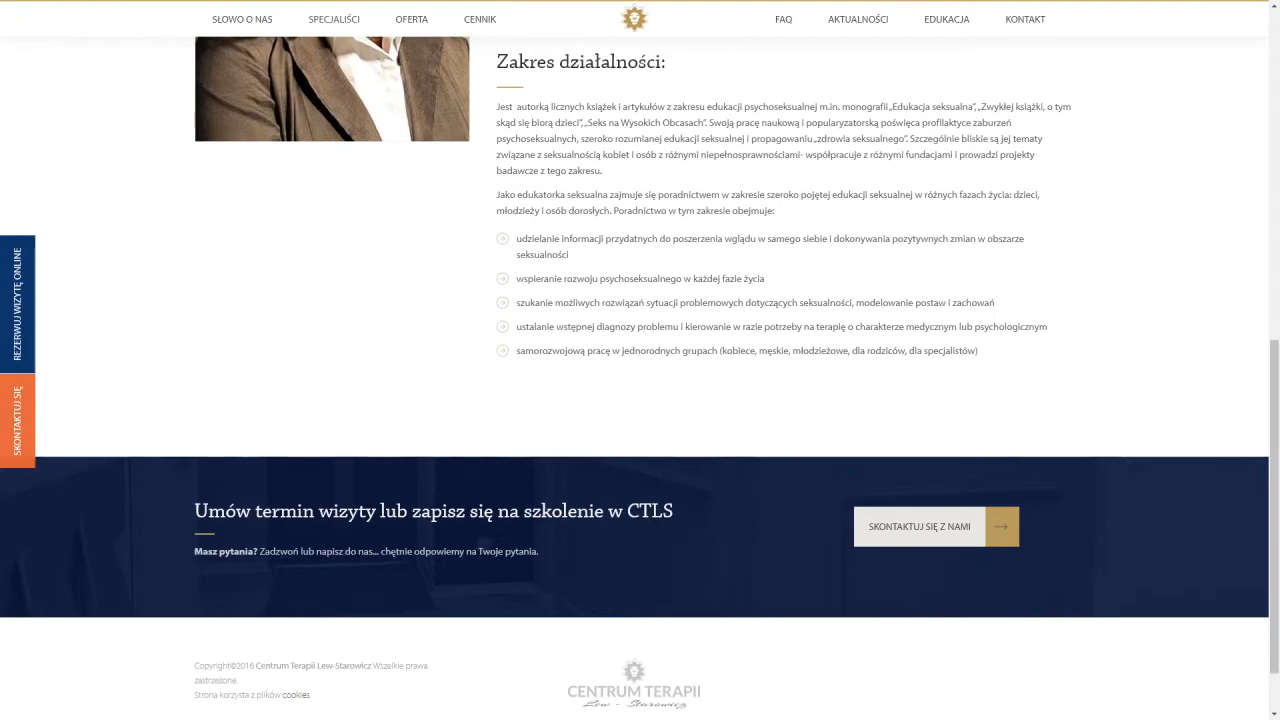 SŁOWO O NAS SPECJALIŚCI OFERTA CENNIK FAQ AKTUALNOŚCI EDUKACJA KONTAKT
Zakres działalności:
Jest autorką licznych książek i artykułów z zakresu edukacji psychoseksualnej m.in. monografii „Edukacja seksualna”, „Zwykłej książki, o tym
skąd się biorą dzieci”, „Seks na Wysokich Obcasach”. Swoją pracę naukową i popularyzatorską poświęca profilaktyce zaburzeń
psychoseksualnych, szeroko rozumianej edukacji seksualnej i propagowaniu „zdrowia seksualnego”. Szczególnie bliskie są jej tematy
związane z seksualnością kobiet i osób z różnymi niepełnosprawnościami- współpracuje z różnymi fundacjami i prowadzi projekty
badawcze z tego zakresu.
Jako edukatorka seksualna zajmuje się poradnictwem w zakresie szeroko pojętej edukacji seksualnej w różnych fazach życia: dzieci,
młodzieży i osób dorosłych. Poradnictwo w tym zakresie obejmuje:
udzielanie informacji przydatnych do poszerzenia wglądu w samego siebie i dokonywania pozytywnych zmian w obszarze
seksualności
wspieranie rozwoju psychoseksualnego w każdej fazie życia
szukanie możliwych rozwiązań sytuacji problemowych dotyczących seksualności, modelowanie postaw i zachowań
ustalanie wstępnej diagnozy problemu i kierowanie w razie potrzeby na terapię o charakterze medycznym lub psychologicznym
samorozwojową pracę w jednorodnych grupach (kobiece, męskie, młodzieżowe, dla rodziców, dla specjalistów)
REZERWUJ WIZYTĘ ONLINE
SKONTAKTUJ SIĘ
Umów termin wizyty lub zapisz się na szkolenie w CTLS
Masz pytania? Zadzwoń lub napisz do nas... chętnie odpowiemy na Twoje pytania.
SKONTAKTUJ SIĘ Z NAMI
Copyright©2016 Centrum Terapii Lew-Starowicz Wszelkie prawa
zastrzeżone.
Strona korzysta z plików cookies.
CENTRUM TERAPII
Lew - Starowicz